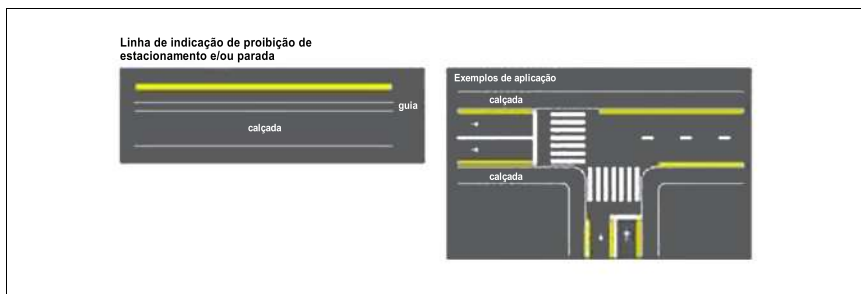 Linha de indicação de proibição de
estacionamento e/ou parada
guia
calçada
Exemplos de aplicação
calçada
calçada